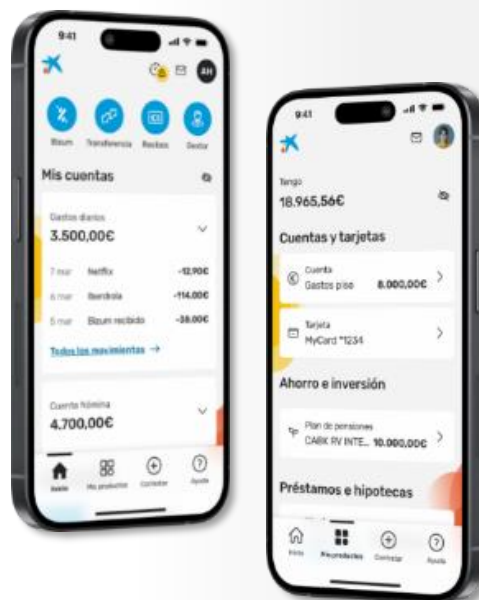 9:41
AH
Bizum Transferencia Recibos Gestor
Mis cuentas
Gastos diarios
3.500,00€
7 mar Netflix -12,90€
6 mar Iberdrola -114,00€
5 mar Bizum recibido -38,00€
Todos los movimientos →
Cuenta Nómina
4.700,00€
Inicio Mis productos Contratar Ayuda
9:41
Tengo
18.965,56€
Cuentas y tarjetas
Cuenta
Gastos piso 8.000,00€
Tarjeta
MyCard *1234
Ahorro e inversión
Plan de pensiones
CABK RV INTE... 10.000,00€
Préstamos e hipotecas
Inicio Mis productos Contratar Ayuda